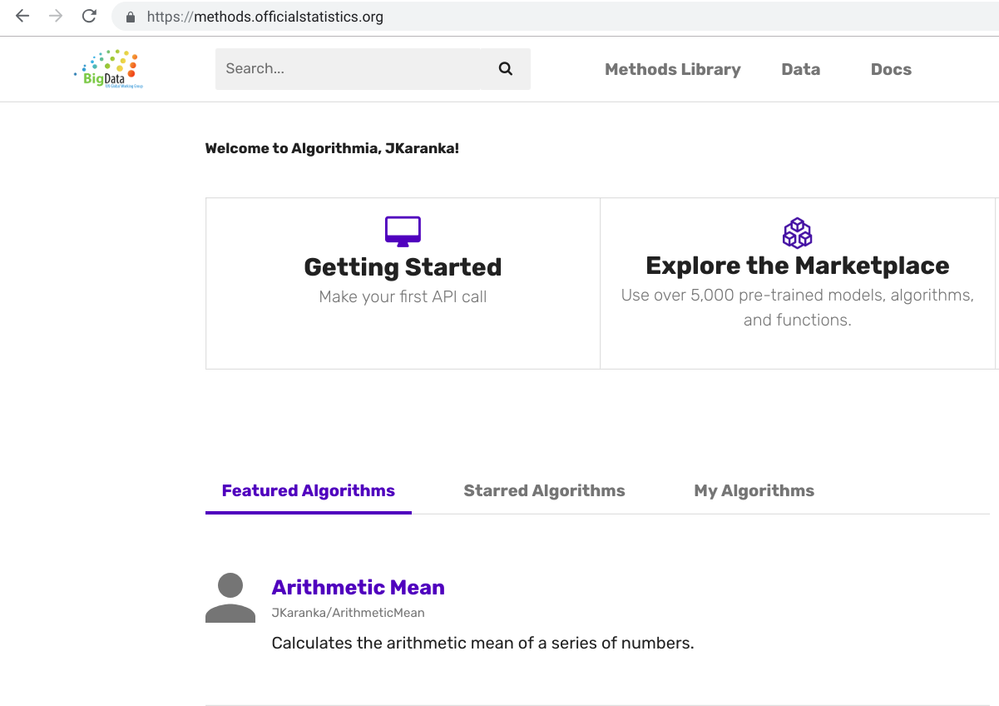 https://methods.officialstatistics.org
BigData
UN Global Working Group
Search...
Methods Library
Data
Docs
Welcome to Algorithmia, JKaranka!
Getting Started
Make your first API call
Explore the Marketplace
Use over 5,000 pre-trained models, algorithms,
and functions.
Featured Algorithms
Starred Algorithms
My Algorithms
Arithmetic Mean
JKaranka/ArithmeticMean
Calculates the arithmetic mean of a series of numbers.